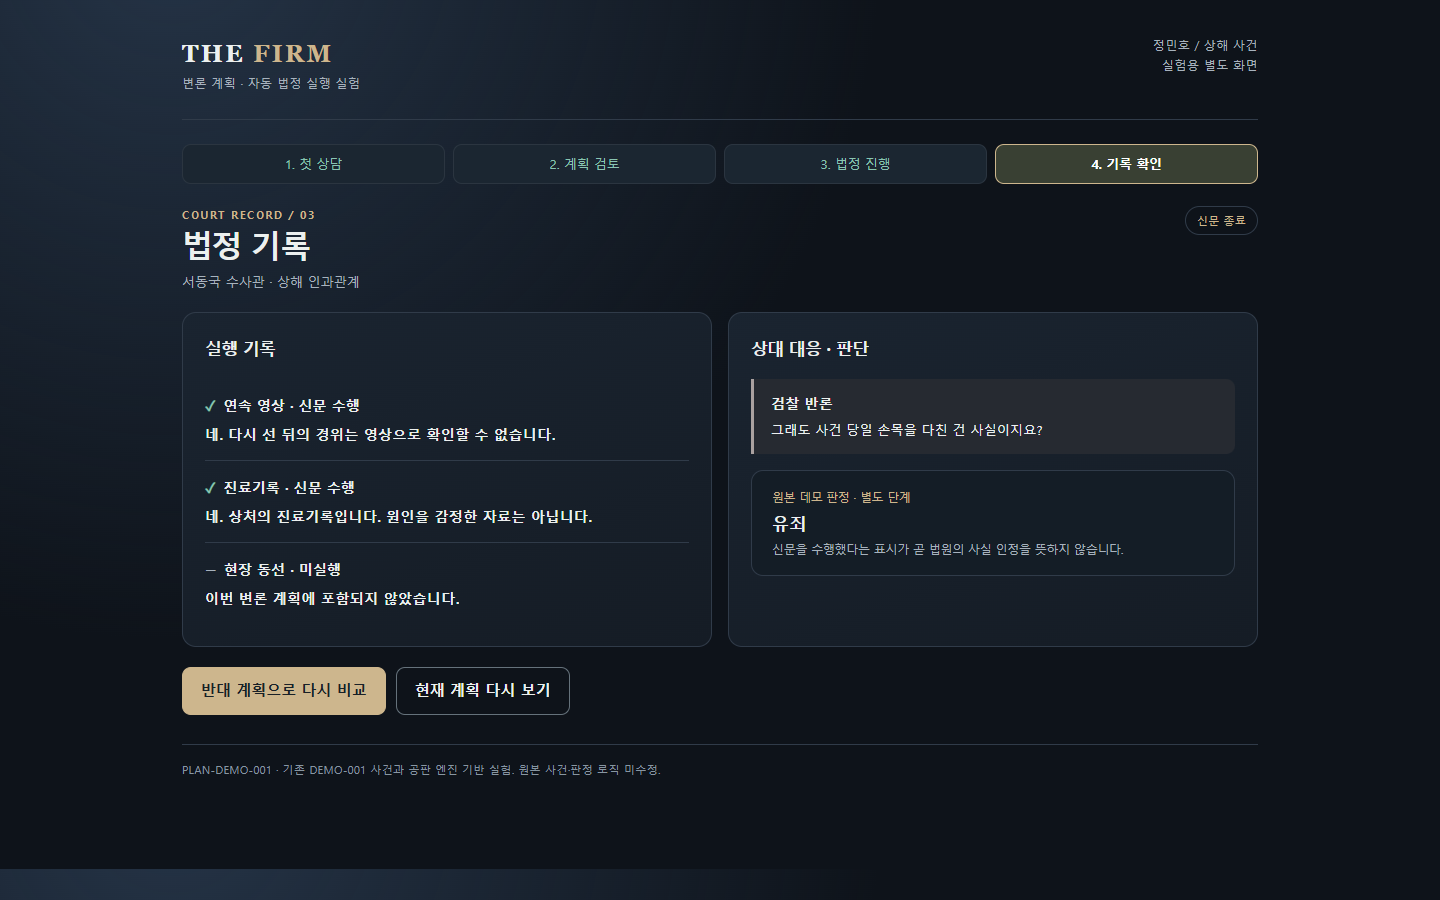 THE FIRM
변론 계획 · 자동 법정 실행 실험
정민호 / 상해 사건
실험용 별도 화면
1. 첫 상담
2. 계획 검토
3. 법정 진행
4. 기록 확인
COURT RECORD / 03
법정 기록
서동국 수사관 · 상해 인과관계
신문 종료
실행 기록
✓ 연속 영상 · 신문 수행
네. 다시 선 뒤의 경위는 영상으로 확인할 수 없습니다.
✓ 진료기록 · 신문 수행
네. 상처의 진료기록입니다. 원인을 감정한 자료는 아닙니다.
— 현장 동선 · 미실행
이번 변론 계획에 포함되지 않았습니다.
상대 대응 · 판단
검찰 반론
그래도 사건 당일 손목을 다친 건 사실이지요?
원본 데모 판정 · 별도 단계
유죄
신문을 수행했다는 표시가 곧 법원의 사실 인정을 뜻하지 않습니다.
반대 계획으로 다시 비교
현재 계획 다시 보기
PLAN-DEMO-001 · 기존 DEMO-001 사건과 공판 엔진 기반 실험. 원본 사건·판정 로직 미수정.